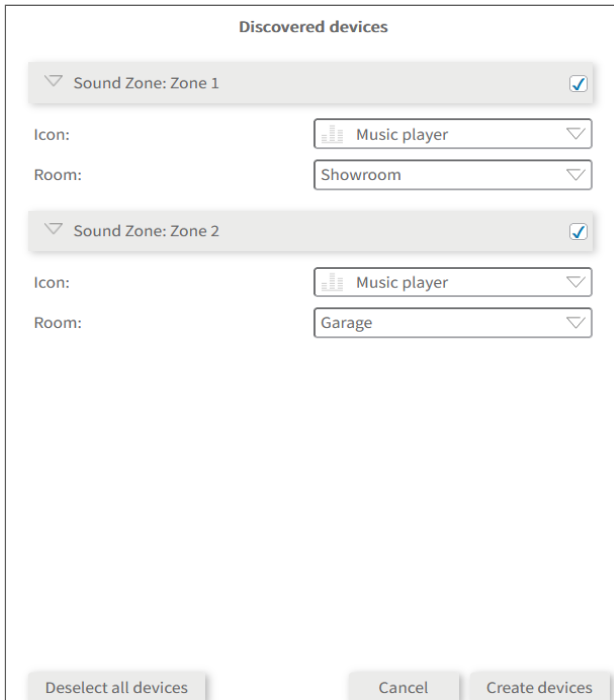 Discovered devices
Sound Zone: Zone 1
Icon: Music player
Room: Showroom
Sound Zone: Zone 2
Icon: Music player
Room: Garage
Deselect all devices Cancel Create devices